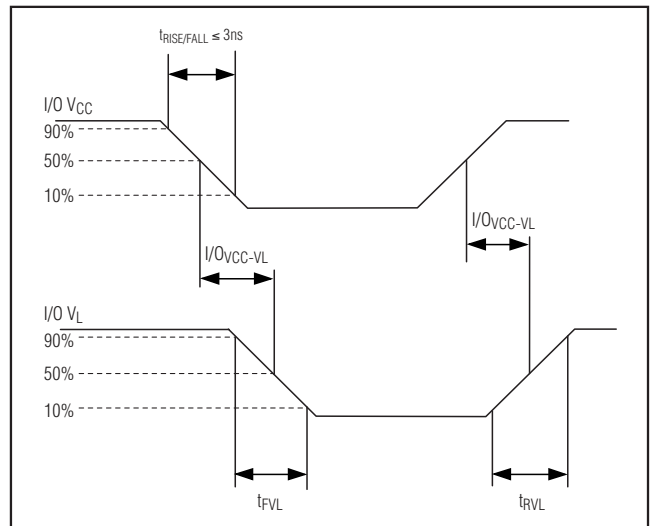 tRISE/FALL ≤ 3ns
I/O VCC
90%
50%
10%
I/OVCC-VL
I/OVCC-VL
I/O VL
90%
50%
10%
tFVL
tRVL